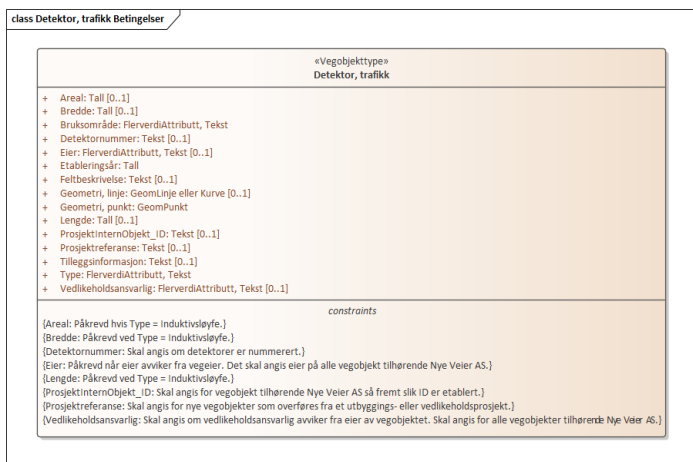 class Detektor, trafikk Betingelser
«Vegobjekttype»
Detektor, trafikk
+ Areal: Tall [0..1]
+ Bredde: Tall [0..1]
+ Bruksområde: FlerverdiAttributt, Tekst
+ Detektornummer: Tekst [0..1]
+ Eier: FlerverdiAttributt, Tekst [0..1]
+ Etableringsår: Tall
+ Feltbeskrivelse: Tekst [0..1]
+ Geometri, linje: GeomLinje eller Kurve [0..1]
+ Geometri, punkt: GeomPunkt
+ Lengde: Tall [0..1]
+ ProsjektInternObjekt_ID: Tekst [0..1]
+ Prosjektreferanse: Tekst [0..1]
+ Tilleggsinformasjon: Tekst [0..1]
+ Type: FlerverdiAttributt, Tekst
+ Vedlikeholdsansvarlig: FlerverdiAttributt, Tekst [0..1]
constraints
{Areal: Påkrevd hvis Type = Induktivsløyfe.}
{Bredde: Påkrevd ved Type = Induktivsløyfe.}
{Detektornummer: Skal angis om detektorer er nummerert.}
{Eier: Påkrevd når eier avviker fra vegeier. Det skal angis eier på alle vegobjekt tilhørende Nye Veier AS.}
{Lengde: Påkrevd ved Type = Induktivsløyfe.}
{ProsjektInternObjekt_ID: Skal angis for vegobjekt tilhørende Nye Veier AS så fremt slik ID er etablert.}
{Prosjektreferanse: Skal angis for nye vegobjekter som overføres fra et utbyggings- eller vedlikeholdsprosjekt.}
{Vedlikeholdsansvarlig: Skal angis om vedlikeholdsansvarlig avviker fra eier av vegobjektet. Skal angis for alle vegobjekter tilhørende Nye Veier AS.}